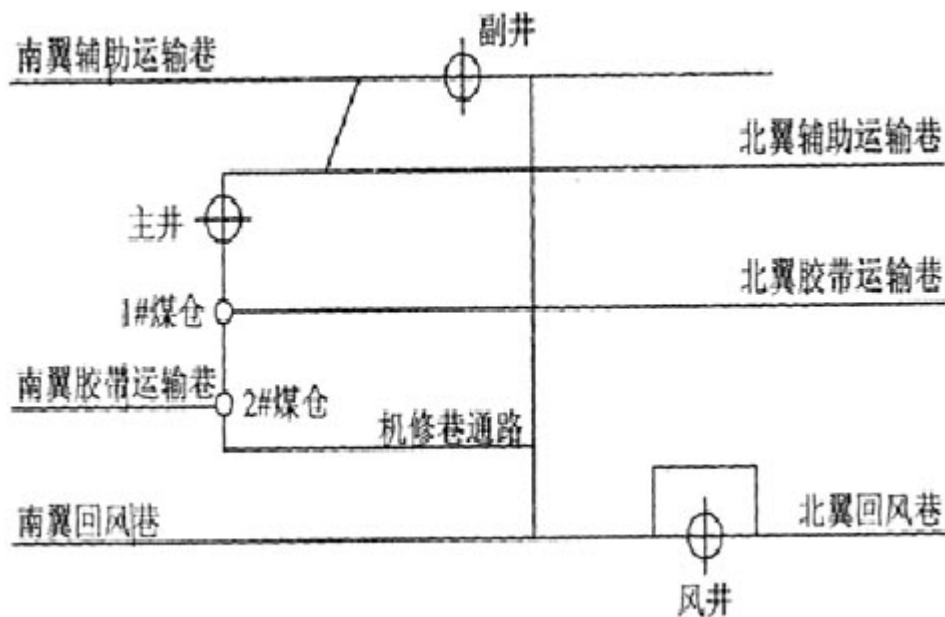 副井
南翼辅助运输巷
北翼辅助运输巷
主井
北翼胶带运输巷
1#煤仓
南翼胶带运输巷
2#煤仓
机修巷通路
南翼回风巷
北翼回风巷
风井